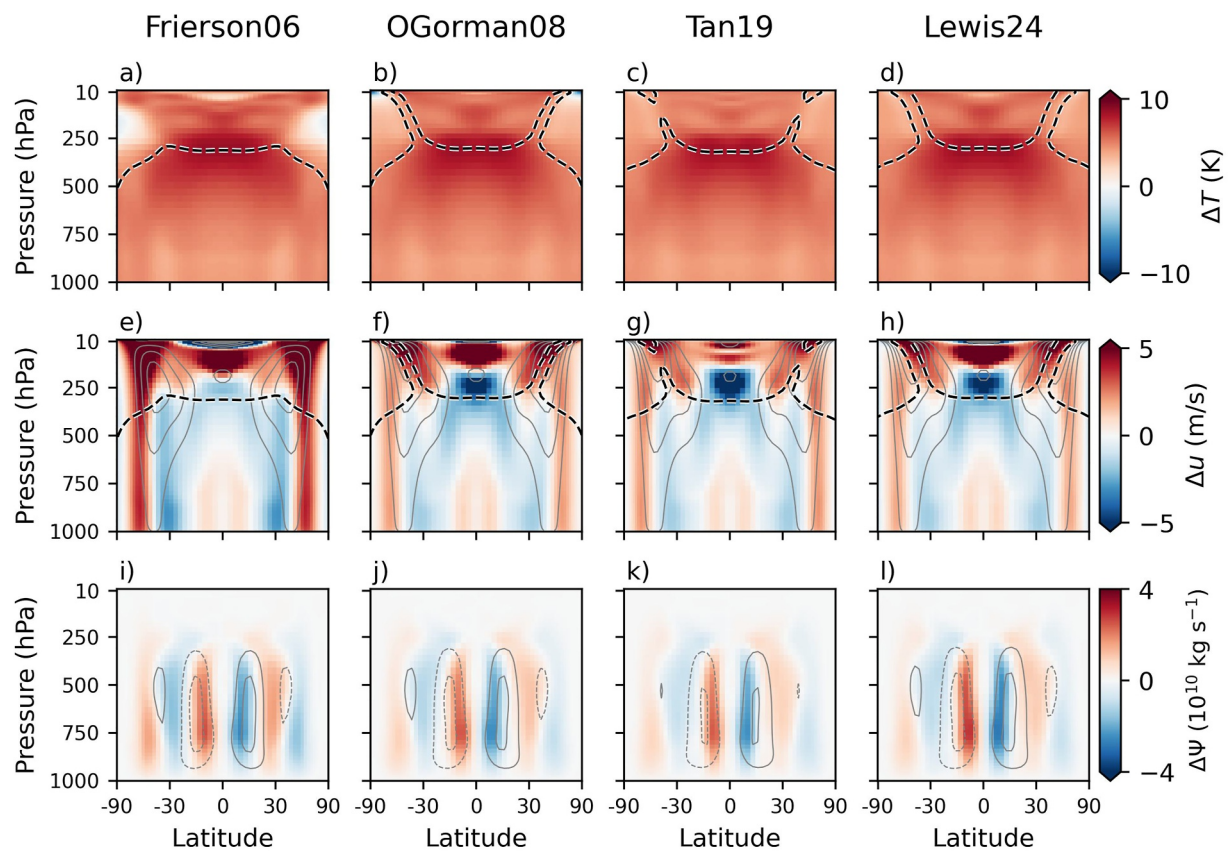 Frierson06 OGorman08 Tan19 Lewis24
a) b) c) d)
Pressure (hPa)
10
250
500
750
1000
10
0
−10
ΔT (K)
e) f) g) h)
Pressure (hPa)
10
250
500
750
1000
5
0
−5
Δu (m/s)
i) j) k) l)
Pressure (hPa)
10
250
500
750
1000
4
0
−4
ΔΨ (10¹⁰ kg s⁻¹)
-90 -30 0 30 90 -90 -30 0 30 90 -90 -30 0 30 90 -90 -30 0 30 90
Latitude Latitude Latitude Latitude